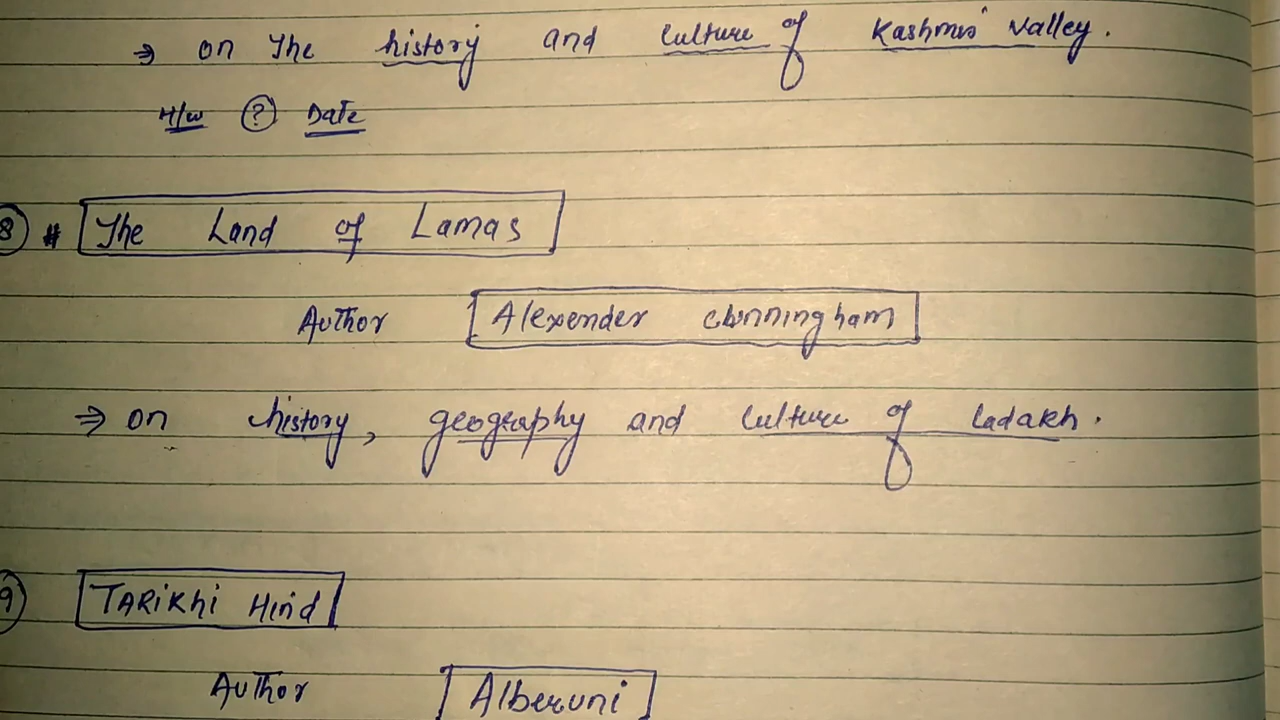 ⇒ on The history and culture of Kashmir Valley.
H/w ? Date
8 # The Land of Lamas
Author Alexender Cunningham
⇒ on history, geography and culture of Ladakh.
9 TARIKHI Hind
Author Alberuni